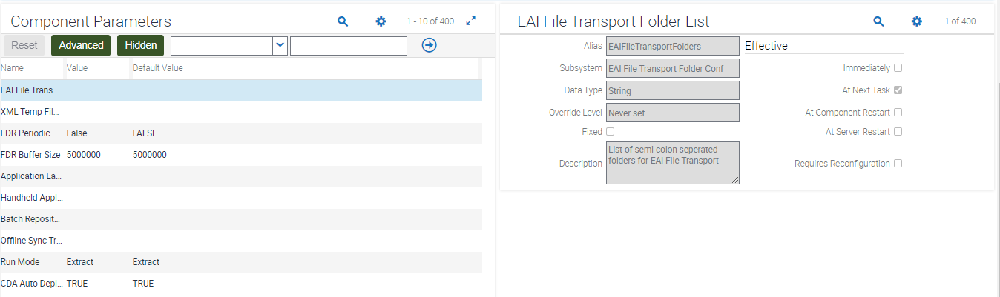 Component Parameters
1 - 10 of 400
Reset Advanced Hidden
Name Value Default Value
EAI File Trans...
XML Temp Fil...
FDR Periodic ... False FALSE
FDR Buffer Size 5000000 5000000
Application La...
Handheld Appl...
Batch Reposit...
Offline Sync Tr...
Run Mode Extract Extract
CDA Auto Depl... TRUE TRUE
EAI File Transport Folder List
1 of 400
Alias EAIFileTransportFolders
Effective
Subsystem EAI File Transport Folder Conf
Immediately
Data Type String
At Next Task
Override Level Never set
At Component Restart
Fixed
At Server Restart
Description List of semi-colon seperated
folders for EAI File Transport
Requires Reconfiguration